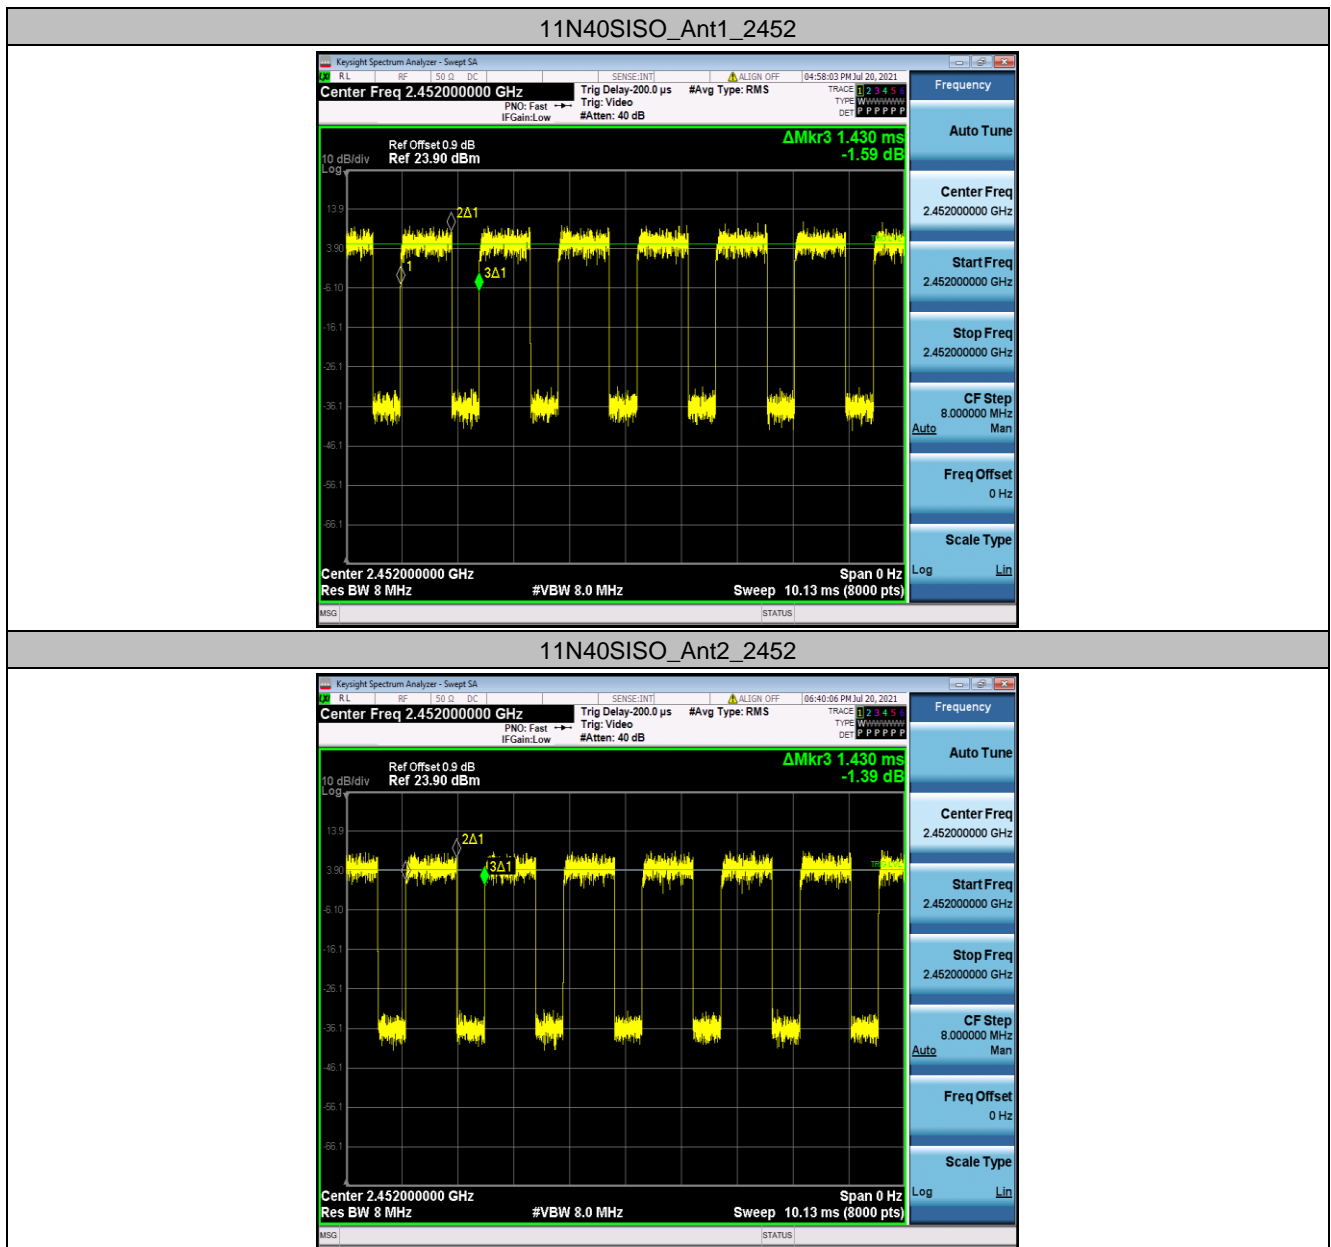 11N40SISO_Ant1_2452
Keysight Spectrum Analyzer - Swept SA
RL RF 50 Ω DC SENSE:INT ALIGN OFF 04:58:03 PM Jul 20, 2021
Center Freq 2.452000000 GHz
PNO: Fast
IFGain:Low
Trig Delay-200.0 µs
Trig: Video
#Atten: 40 dB
#Avg Type: RMS
TRACE 1 2 3 4 5 6
TYPE WWWWWW
DET P P P P P P
Frequency
Auto Tune
ΔMkr3 1.430 ms
-1.59 dB
Ref Offset 0.9 dB
10 dB/div Ref 23.90 dBm
Log
13.9
3.90
-6.10
-16.1
-26.1
-36.1
-46.1
-56.1
-66.1
2Δ1
1
3Δ1
Center Freq
2.452000000 GHz
Start Freq
2.452000000 GHz
Stop Freq
2.452000000 GHz
CF Step
8.000000 MHz
Auto Man
Freq Offset
0 Hz
Scale Type
Log Lin
Center 2.452000000 GHz Span 0 Hz
Res BW 8 MHz #VBW 8.0 MHz Sweep 10.13 ms (8000 pts)
MSG STATUS
11N40SISO_Ant2_2452
Keysight Spectrum Analyzer - Swept SA
RL RF 50 Ω DC SENSE:INT ALIGN OFF 06:40:06 PM Jul 20, 2021
Center Freq 2.452000000 GHz
PNO: Fast
IFGain:Low
Trig Delay-200.0 µs
Trig: Video
#Atten: 40 dB
#Avg Type: RMS
TRACE 1 2 3 4 5 6
TYPE WWWWWW
DET P P P P P P
Frequency
Auto Tune
ΔMkr3 1.430 ms
-1.39 dB
Ref Offset 0.9 dB
10 dB/div Ref 23.90 dBm
Log
13.9
3.90
-6.10
-16.1
-26.1
-36.1
-46.1
-56.1
-66.1
2Δ1
3Δ1
Center Freq
2.452000000 GHz
Start Freq
2.452000000 GHz
Stop Freq
2.452000000 GHz
CF Step
8.000000 MHz
Auto Man
Freq Offset
0 Hz
Scale Type
Log Lin
Center 2.452000000 GHz Span 0 Hz
Res BW 8 MHz #VBW 8.0 MHz Sweep 10.13 ms (8000 pts)
MSG STATUS